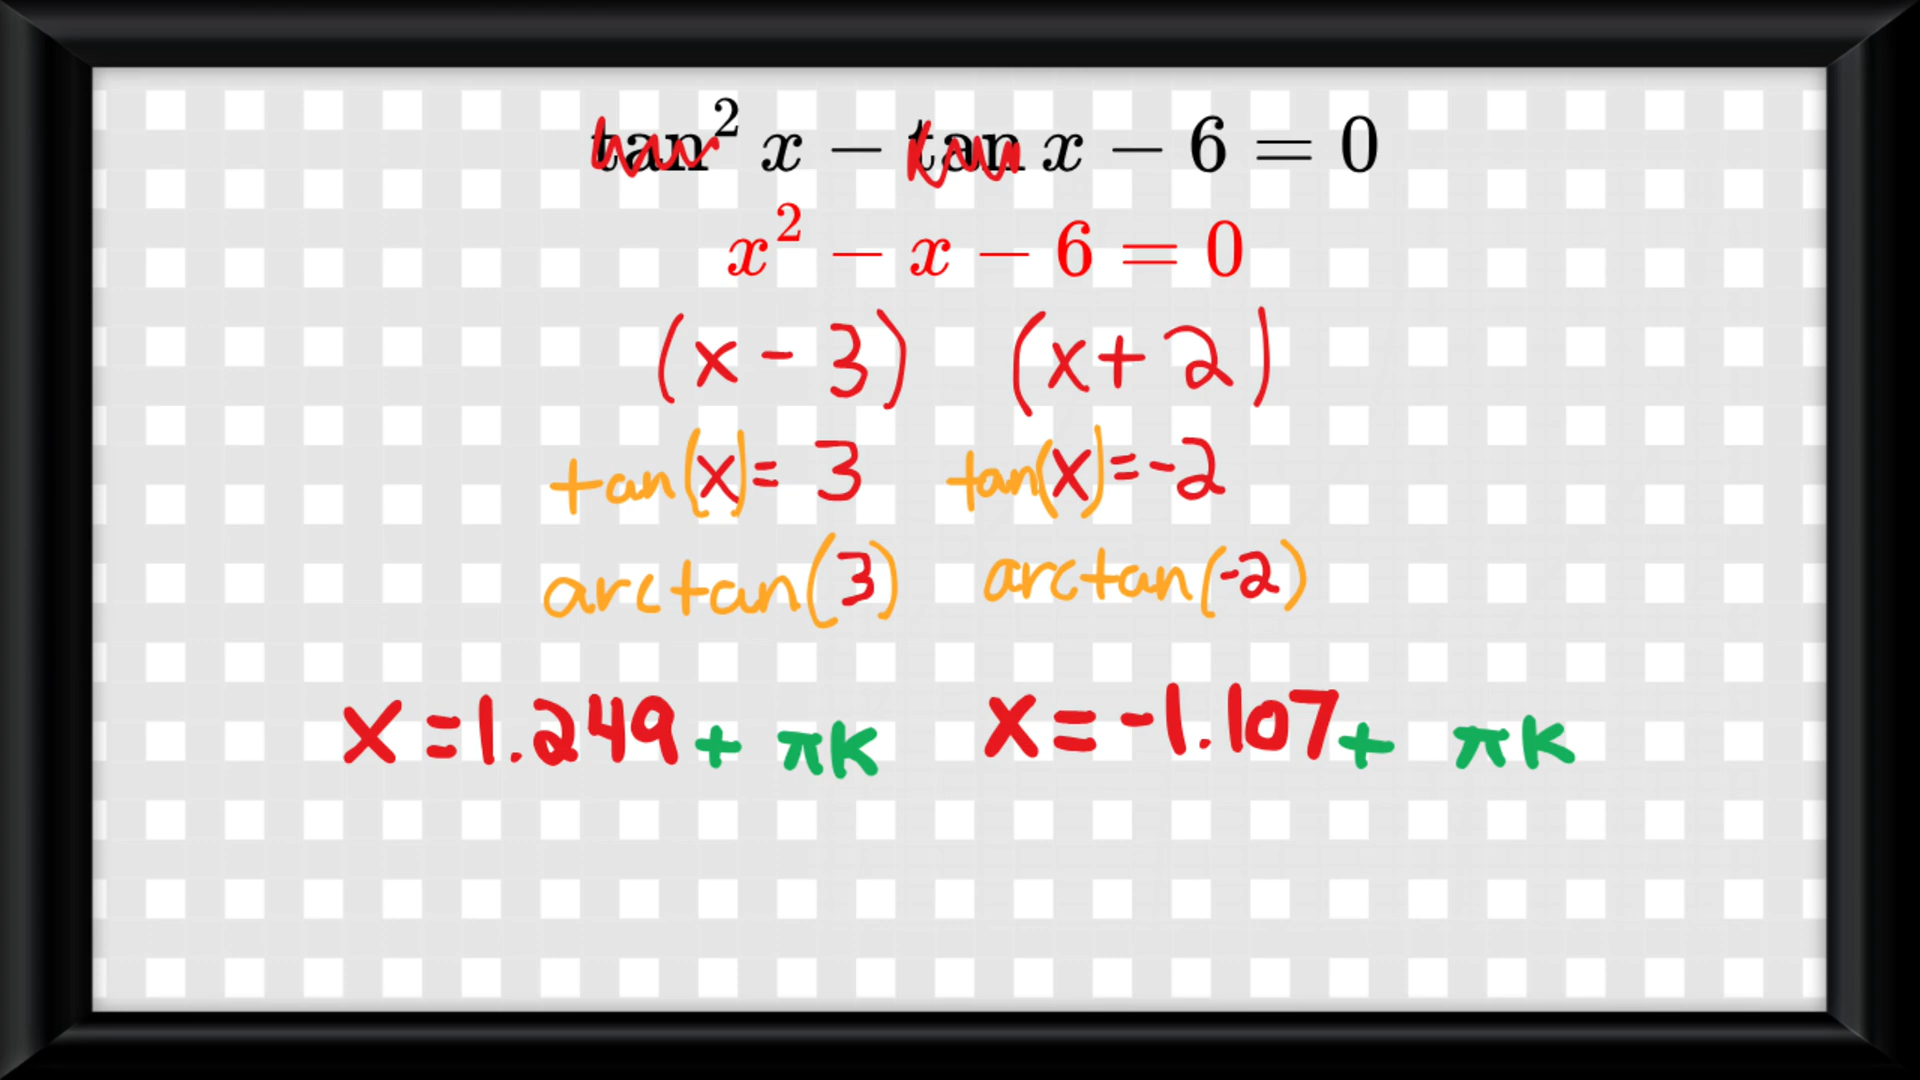 tan² x − tan x − 6 = 0
x² − x − 6 = 0
(x - 3) (x + 2)
tan(x) = 3 tan(x) = -2
arctan(3) arctan(-2)
x = 1.249 + πk x = -1.107 + πk